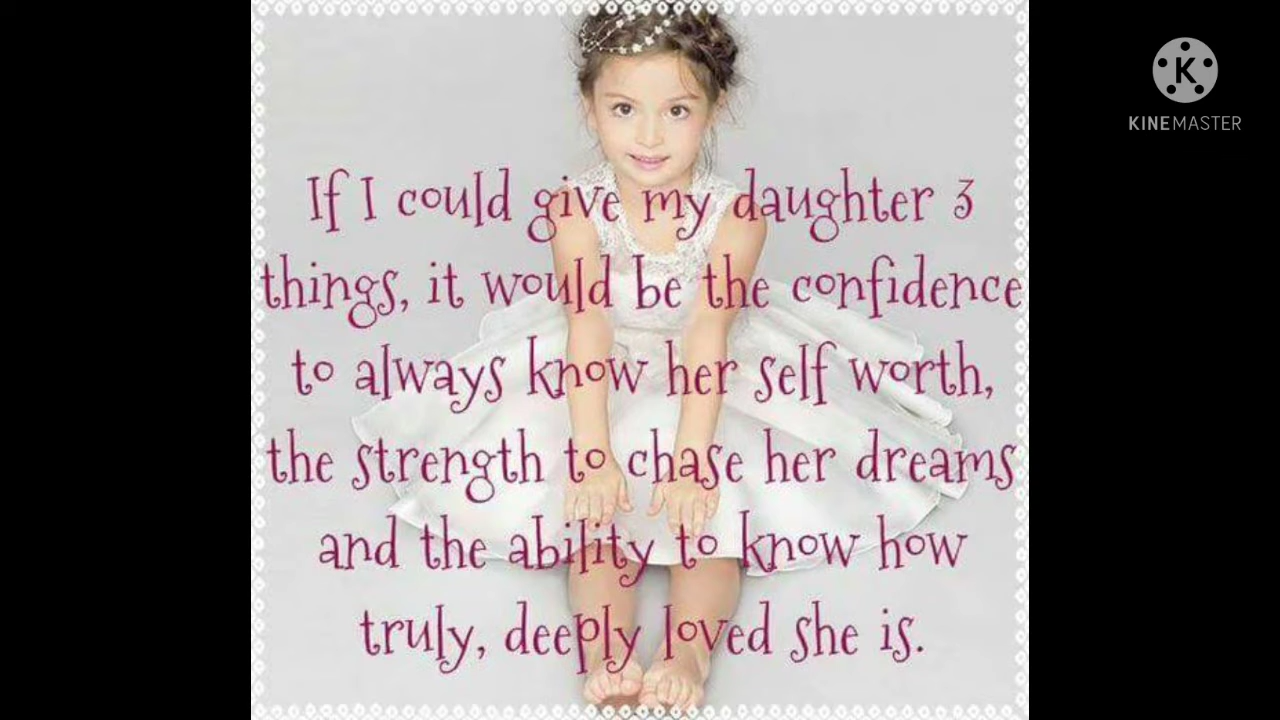 If I could give my daughter 3
things, it would be the confidence
to always know her self worth,
the strength to chase her dreams
and the ability to know how
truly, deeply loved she is.
K
KINEMASTER